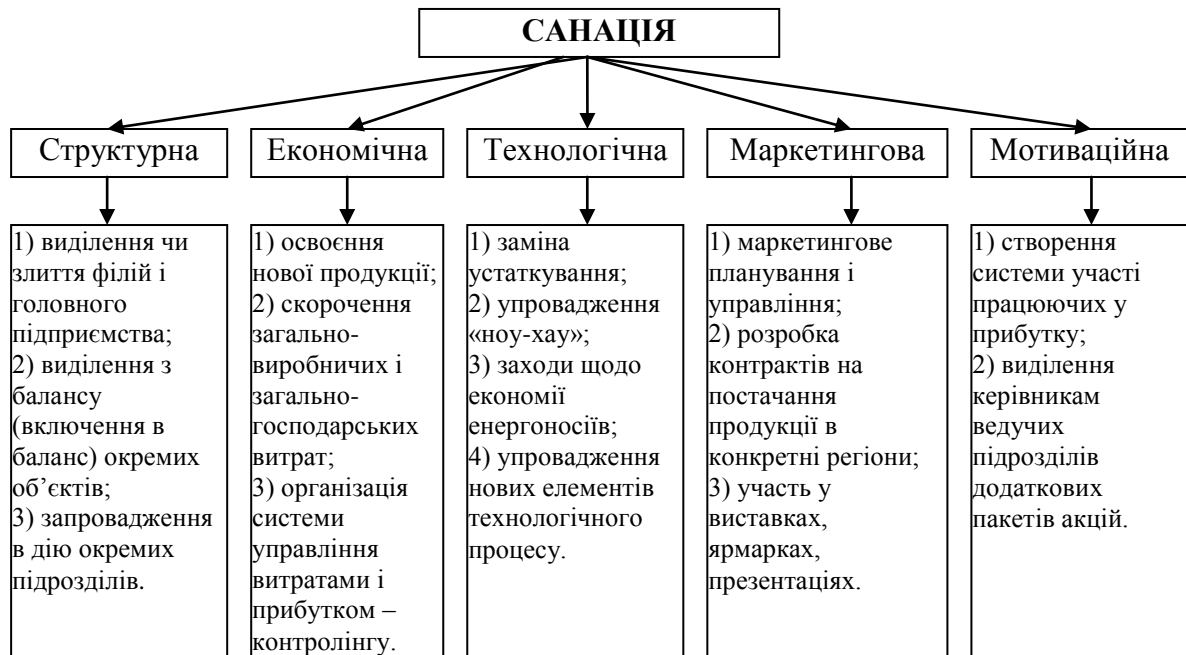 САНАЦІЯ
Структурна
Економічна
Технологічна
Маркетингова
Мотиваційна
1) виділення чи
злиття філій і
головного
підприємства;
2) виділення з
балансу
(включення в
баланс) окремих
об’єктів;
3) запровадження
в дію окремих
підрозділів.
1) освоєння
нової продукції;
2) скорочення
загально-
виробничих і
загально-
господарських
витрат;
3) організація
системи
управління
витратами і
прибутком –
контролінгу.
1) заміна
устаткування;
2) упровадження
«ноу-хау»;
3) заходи щодо
економії
енергоносіїв;
4) упровадження
нових елементів
технологічного
процесу.
1) маркетингове
планування і
управління;
2) розробка
контрактів на
постачання
продукції в
конкретні регіони;
3) участь у
виставках,
ярмарках,
презентаціях.
1) створення
системи участі
працюючих у
прибутку;
2) виділення
керівникам
ведучих
підрозділів
додаткових
пакетів акцій.